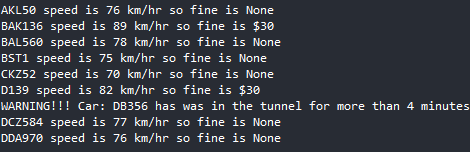 AKL50 speed is 76 km/hr so fine is None
BAK136 speed is 89 km/hr so fine is $30
BAL560 speed is 78 km/hr so fine is None
BST1 speed is 75 km/hr so fine is None
CKZ52 speed is 70 km/hr so fine is None
D139 speed is 82 km/hr so fine is $30
WARNING!!! Car: DB356 has was in the tunnel for more than 4 minutes
DCZ584 speed is 77 km/hr so fine is None
DDA970 speed is 76 km/hr so fine is None